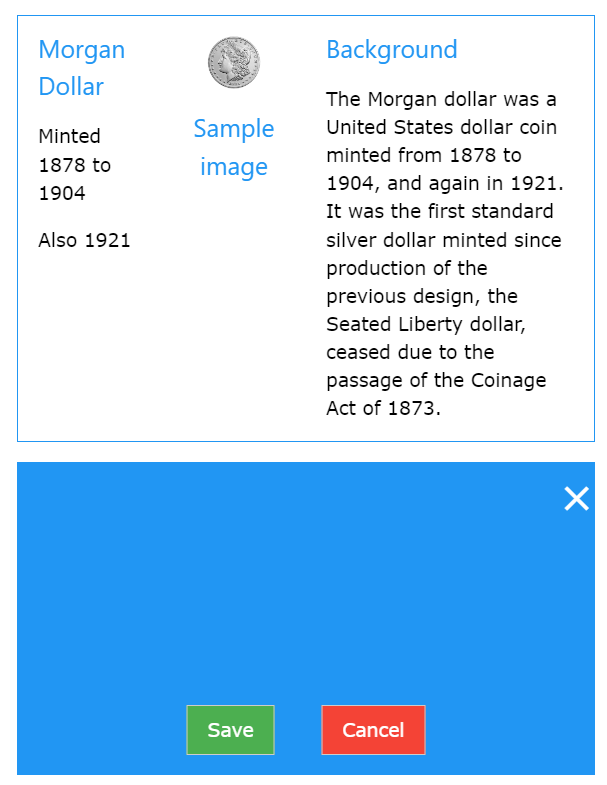 Morgan
Dollar
Minted
1878 to
1904
Also 1921
Sample
image
Background
The Morgan dollar was a
United States dollar coin
minted from 1878 to
1904, and again in 1921.
It was the first standard
silver dollar minted since
production of the
previous design, the
Seated Liberty dollar,
ceased due to the
passage of the Coinage
Act of 1873.
Save
Cancel